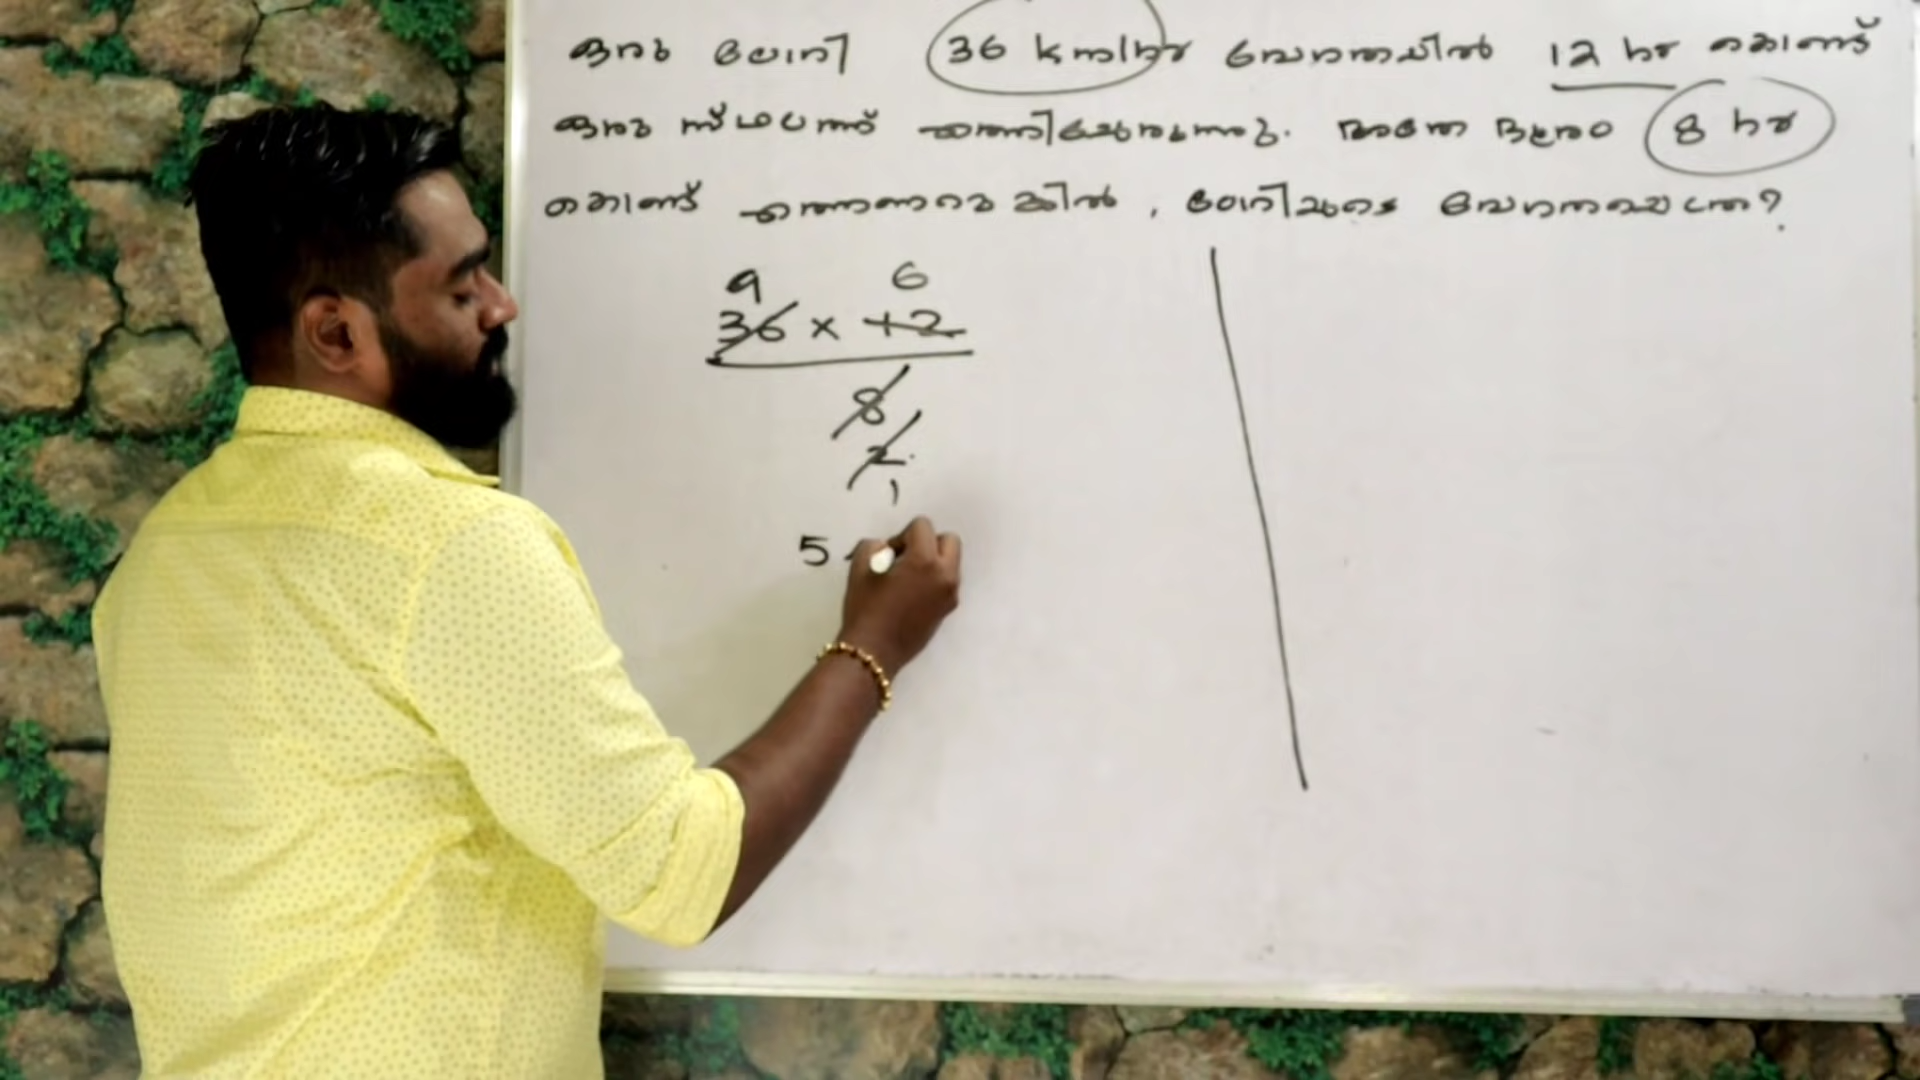 ഒരു ലോറി 36 km/hr വേഗതയിൽ 12 hr കൊണ്ട്
ഒരു സ്ഥലത്ത് എത്തിച്ചേരുന്നു. അതേ ദൂരം 8 hr
കൊണ്ട് എത്തണമെങ്കിൽ, ലോറിയുടെ വേഗതയെത്ര?
9 6
36 x 12
8
2
1
5